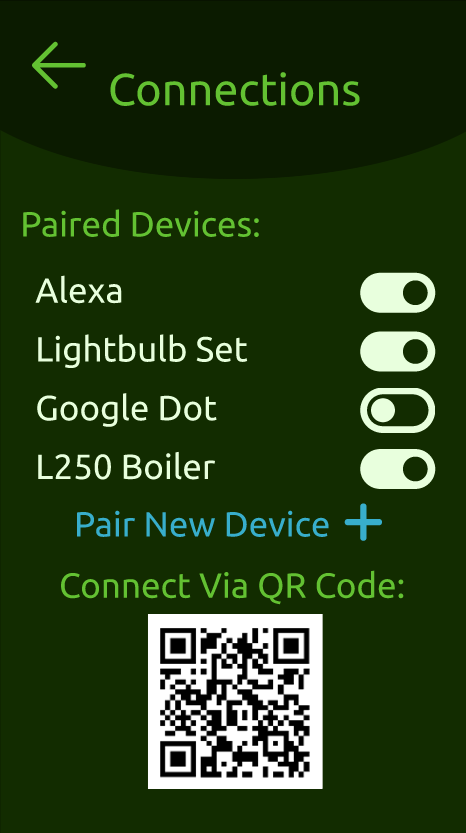 Connections
Paired Devices:
Alexa
Lightbulb Set
Google Dot
L250 Boiler
Pair New Device
Connect Via QR Code: